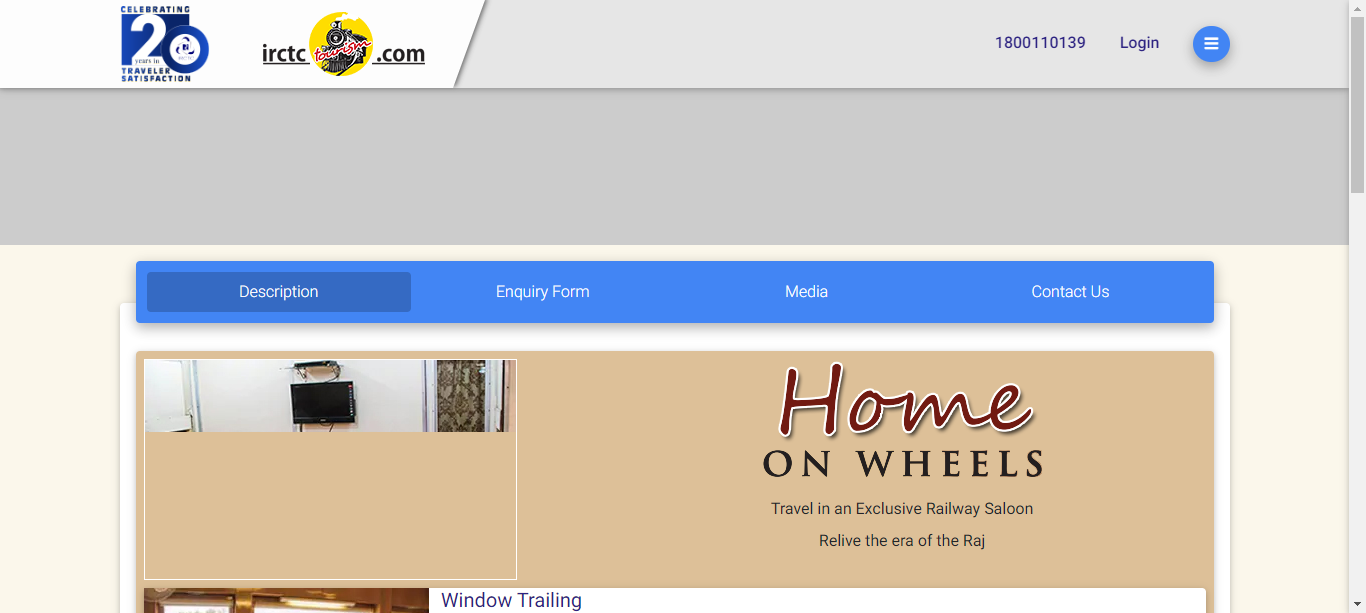 CELEBRATING
20
years in
TRAVELER
SATISFACTION
irctc tourism .com
1800110139
Login
Description
Enquiry Form
Media
Contact Us
Home
ON WHEELS
Travel in an Exclusive Railway Saloon
Relive the era of the Raj
Window Trailing